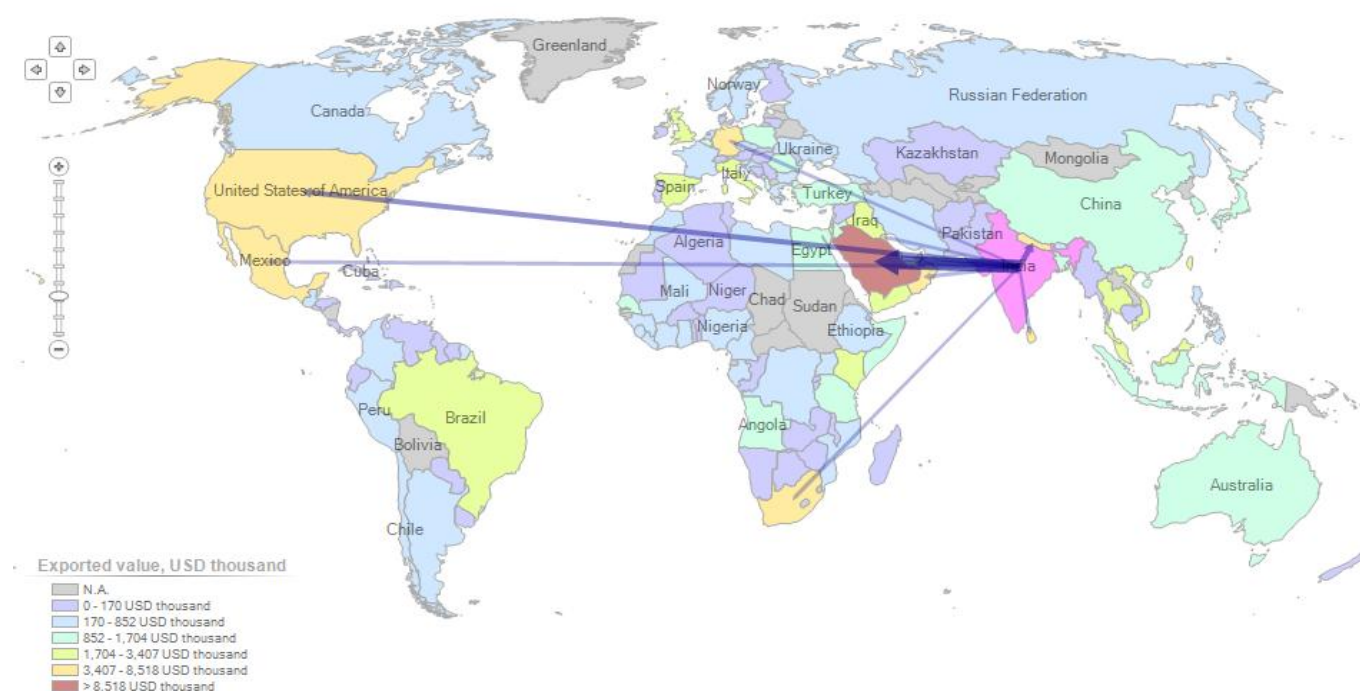 Greenland
Norway
Russian Federation
Canada
Ukraine
Kazakhstan
Mongolia
United States of America
Spain
Italy
Turkey
China
Iraq
Pakistan
Algeria
Egypt
Mexico
Cuba
India
Mali
Niger
Chad
Sudan
Nigeria
Ethiopia
Peru
Brazil
Angola
Bolivia
Australia
Chile
Exported value, USD thousand
N.A.
0 - 170 USD thousand
170 - 852 USD thousand
852 - 1,704 USD thousand
1,704 - 3,407 USD thousand
3,407 - 8,518 USD thousand
> 8,518 USD thousand